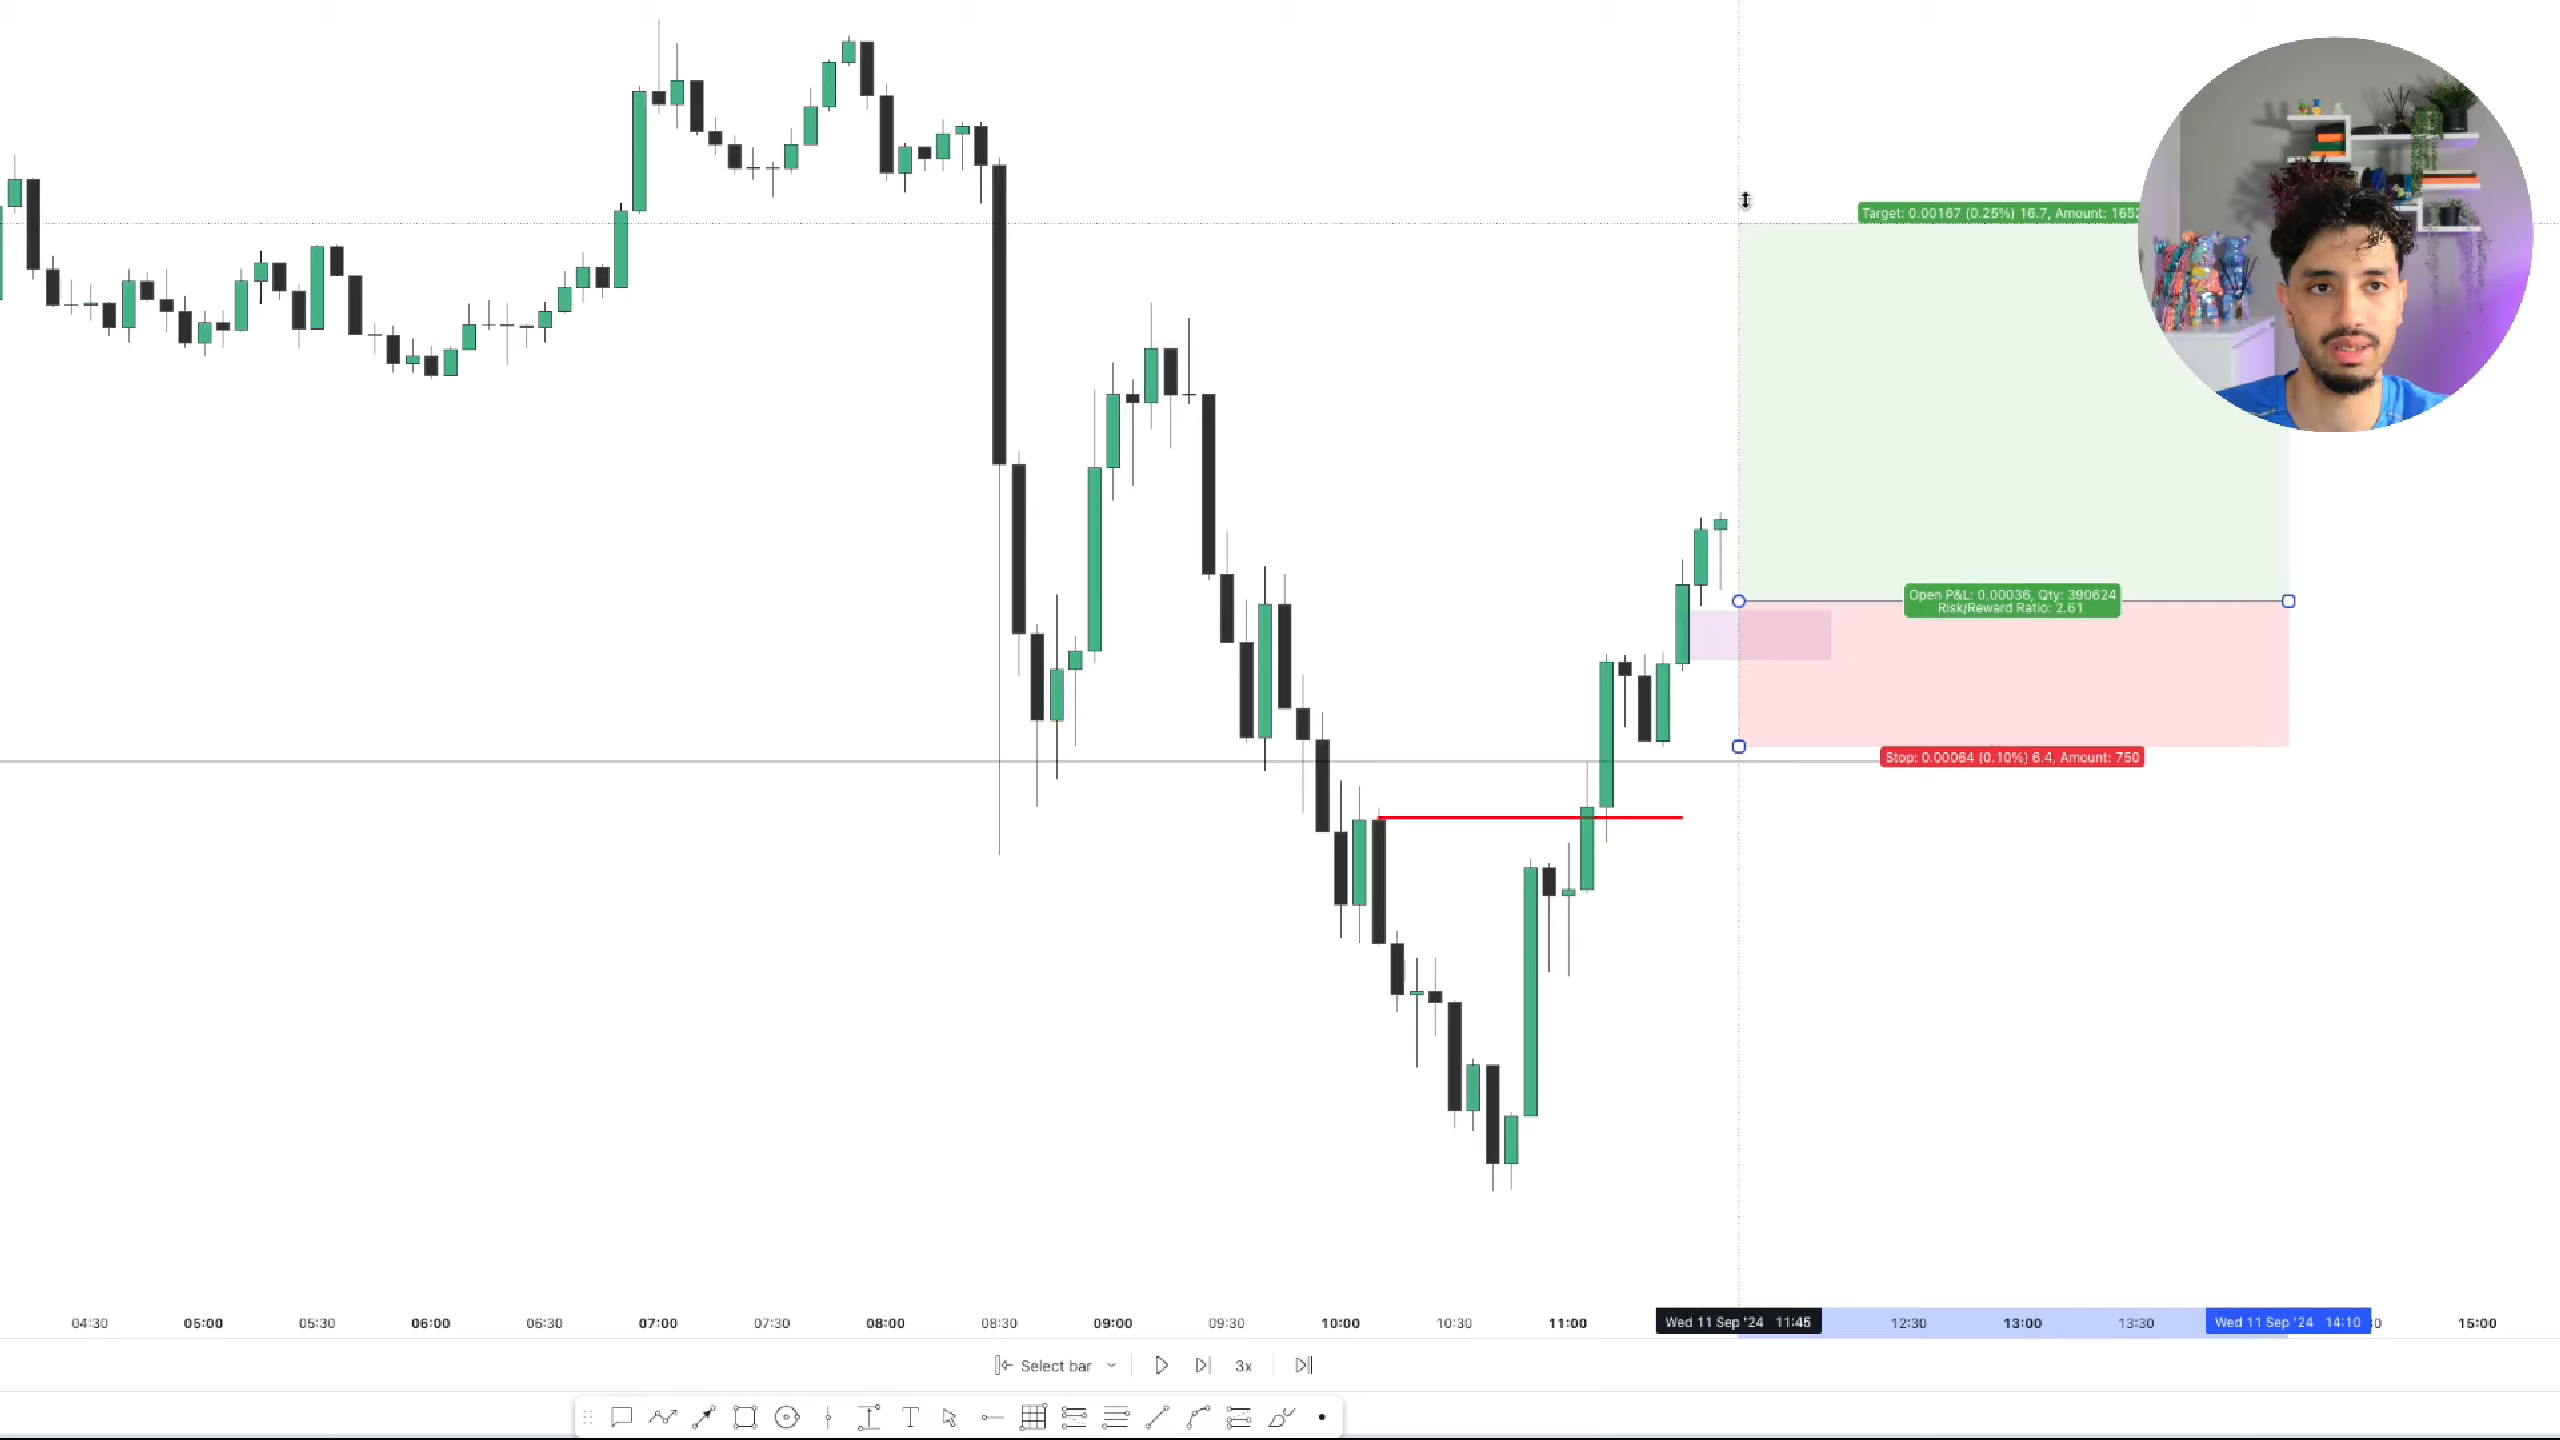 Target: 0.00167 (0.25%) 16.7, Amount: 1652
Open P&L: 0.00036, Qty: 390624
Risk/Reward Ratio: 2.61
Stop: 0.00064 (0.10%) 6.4, Amount: 750
04:30 05:00 05:30 06:00 06:30 07:00 07:30 08:00 08:30 09:00 09:30 10:00 10:30 11:00 Wed 11 Sep '24 11:45 12:30 13:00 13:30 Wed 11 Sep '24 14:10 15:00
Select bar 3x